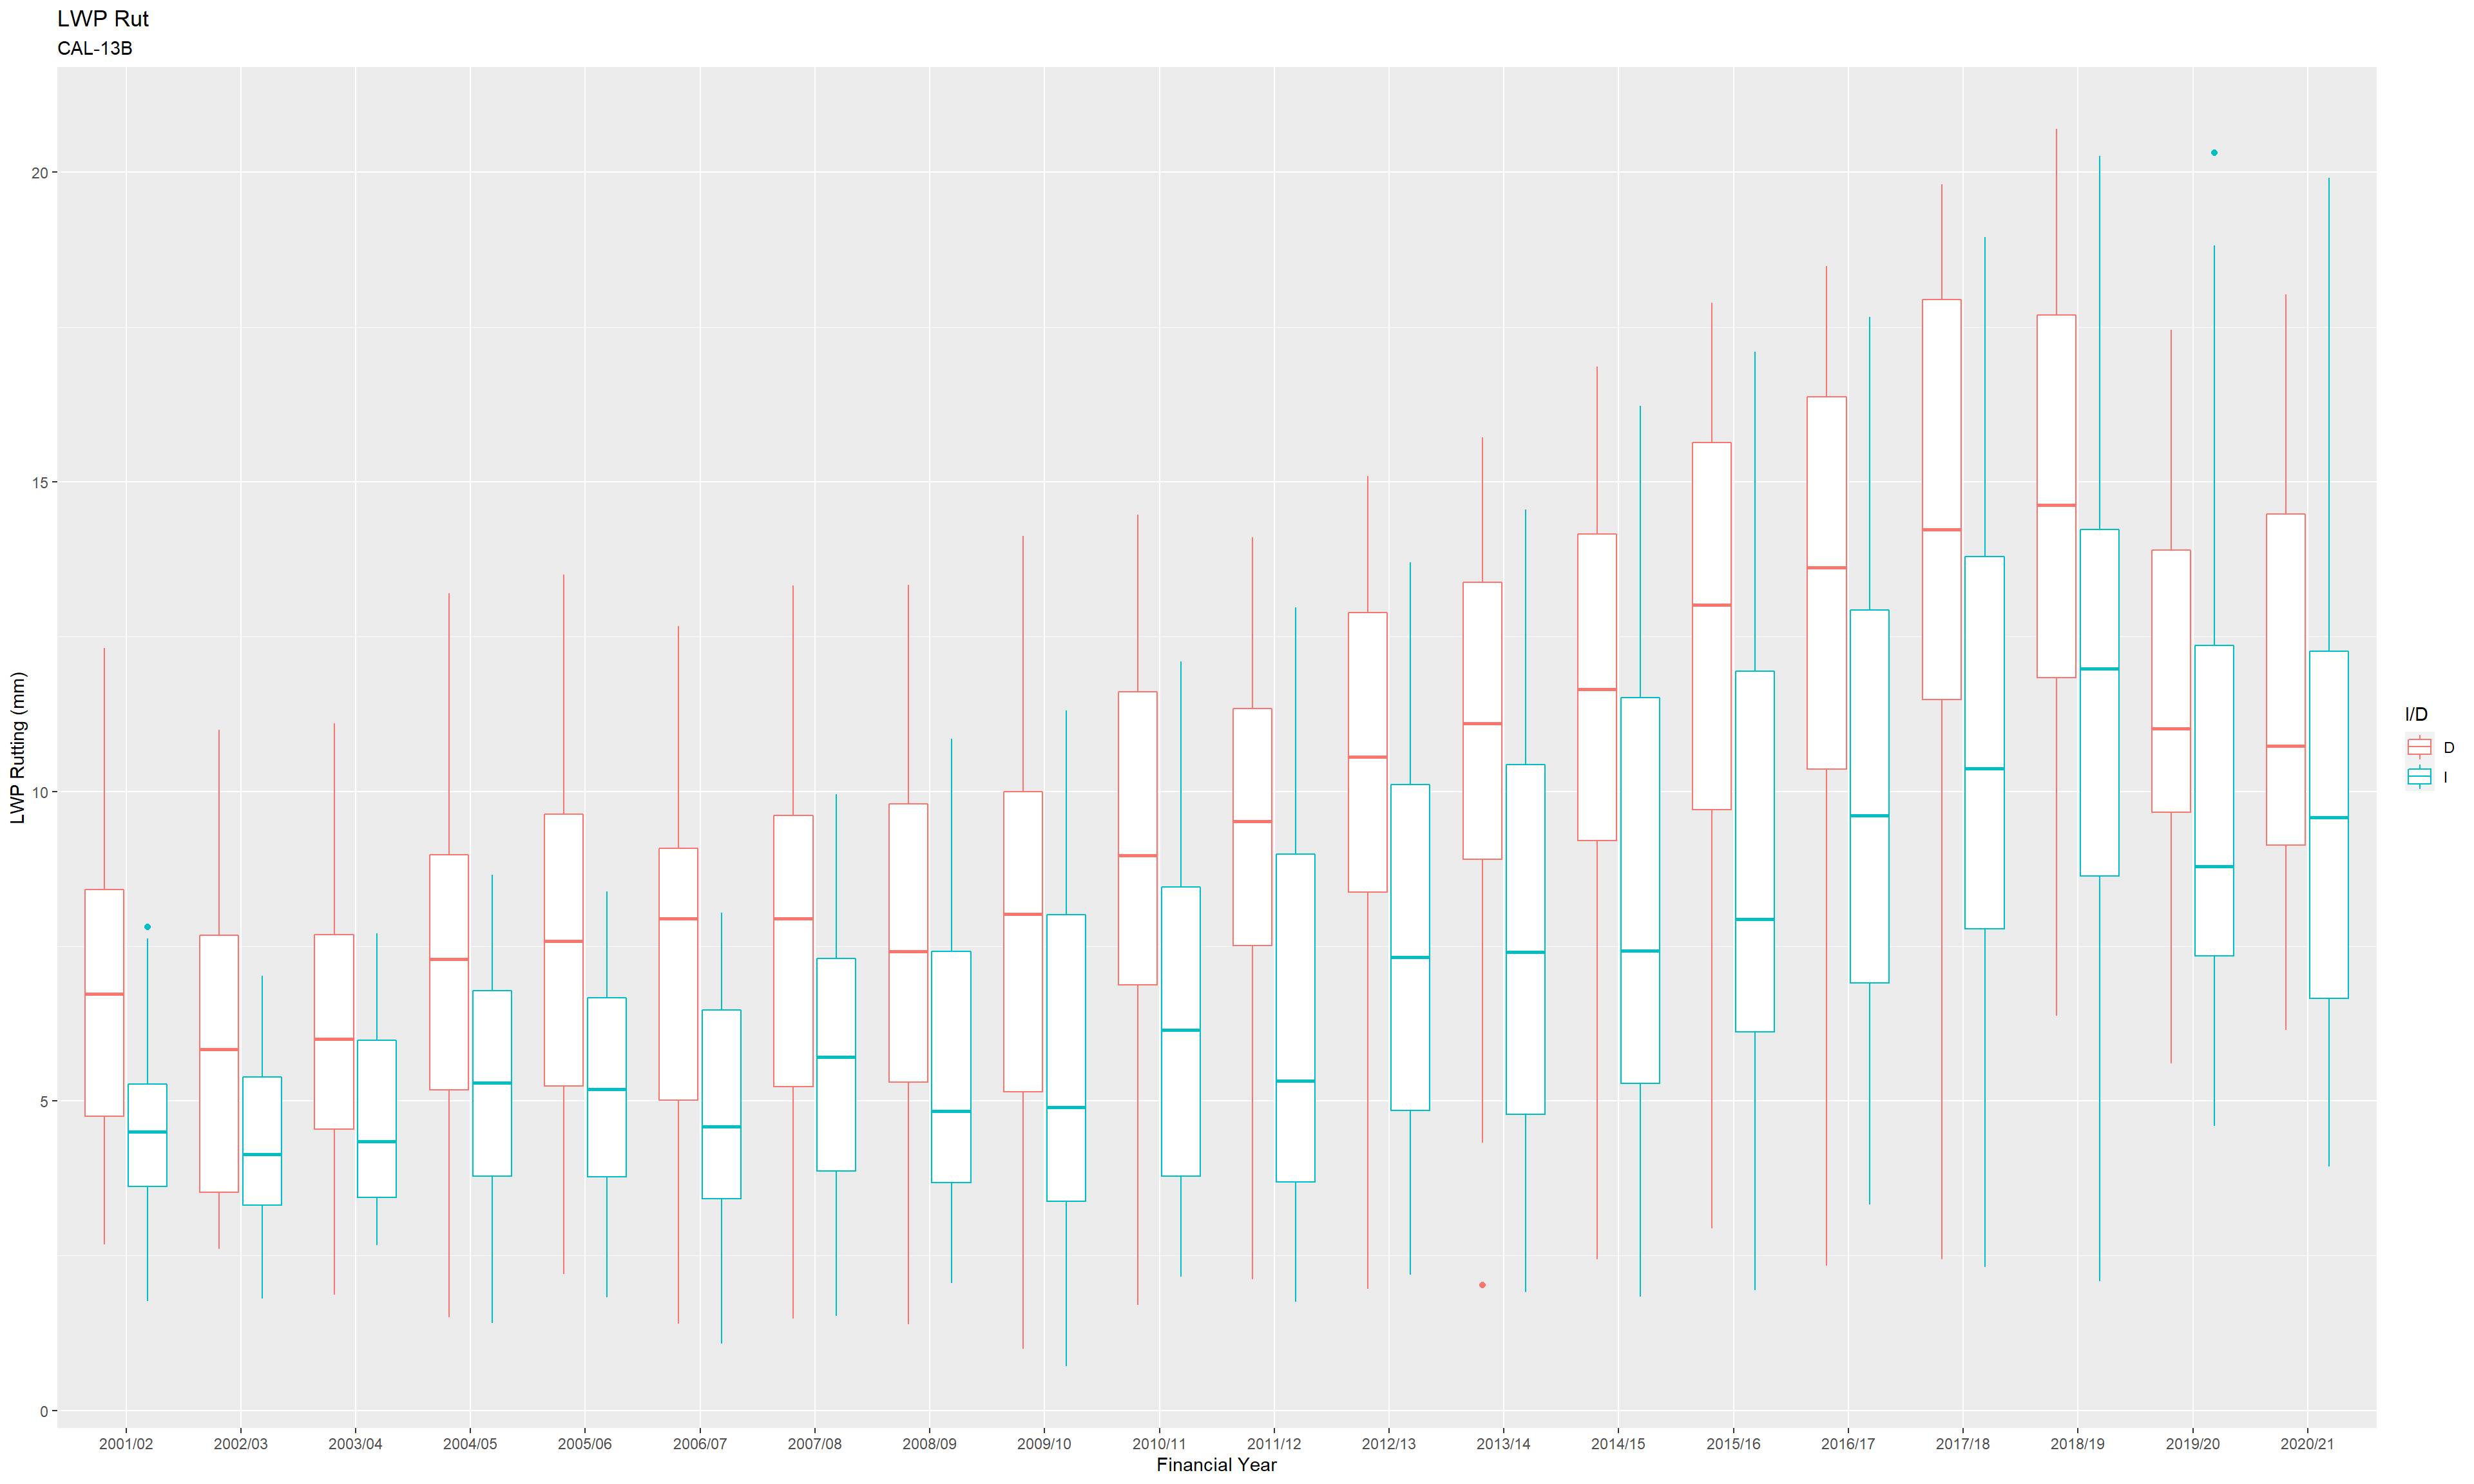 LWP Rut
CAL-13B
20
15
10
5
0
LWP Rutting (mm)
2001/02 2002/03 2003/04 2004/05 2005/06 2006/07 2007/08 2008/09 2009/10 2010/11 2011/12 2012/13 2013/14 2014/15 2015/16 2016/17 2017/18 2018/19 2019/20 2020/21
Financial Year
I/D
D
I